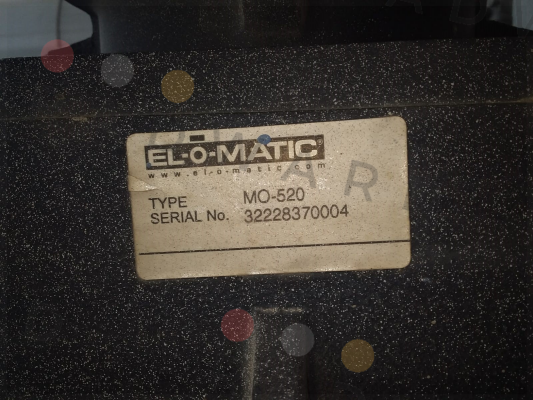 EL-O-MATIC
www.el-o-matic.com
TYPE MO-520
SERIAL No. 32228370004